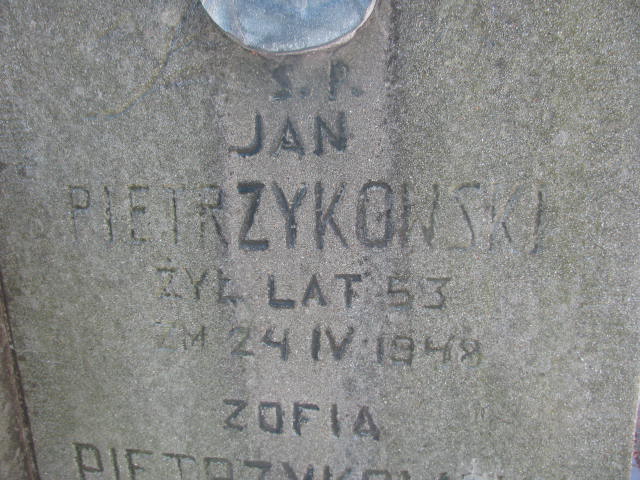 Ś. P.
JAN
PIETRZYKOWSKI
ŻYŁ LAT 53
ZM 24 IV 1948
ZOFIA